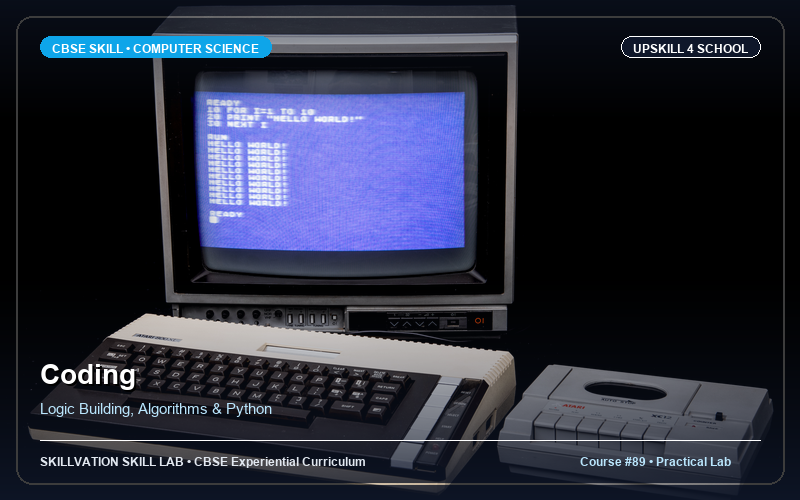 CBSE SKILL • COMPUTER SCIENCE
UPSKILL 4 SCHOOL
READY
10 FOR I=1 TO 10
20 PRINT "HELLO WORLD!"
30 NEXT I
RUN
HELLO WORLD!
HELLO WORLD!
HELLO WORLD!
HELLO WORLD!
HELLO WORLD!
HELLO WORLD!
HELLO WORLD!
HELLO WORLD!
HELLO WORLD!
HELLO WORLD!
READY
ATARI
Coding
Logic Building, Algorithms & Python
SKILLVATION SKILL LAB • CBSE Experiential Curriculum
Course #89 • Practical Lab